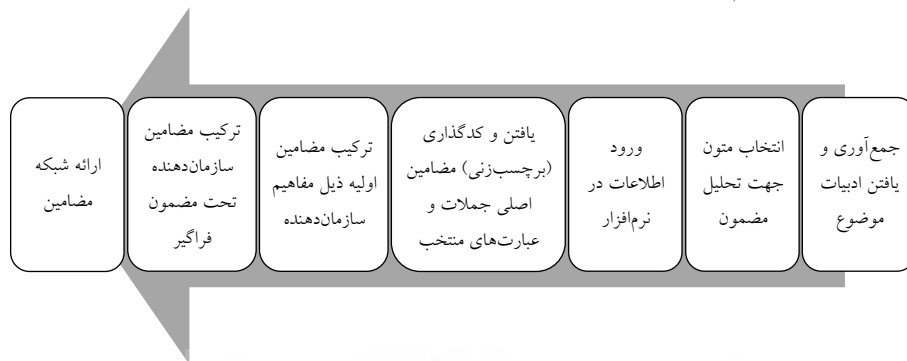 جمع‌آوری و
یافتن ادبیات
موضوع
انتخاب متون
جهت تحلیل
مضمون
ورود
اطلاعات در
نرم‌افزار
یافتن و کدگذاری
(برچسب‌زنی) مضامین
اصلی جملات و
عبارت‌های منتخب
ترکیب مضامین
اولیه ذیل مفاهیم
سازمان‌دهنده
ترکیب مضامین
سازمان‌دهنده
تحت مضمون
فراگیر
ارائه شبکه
مضامین